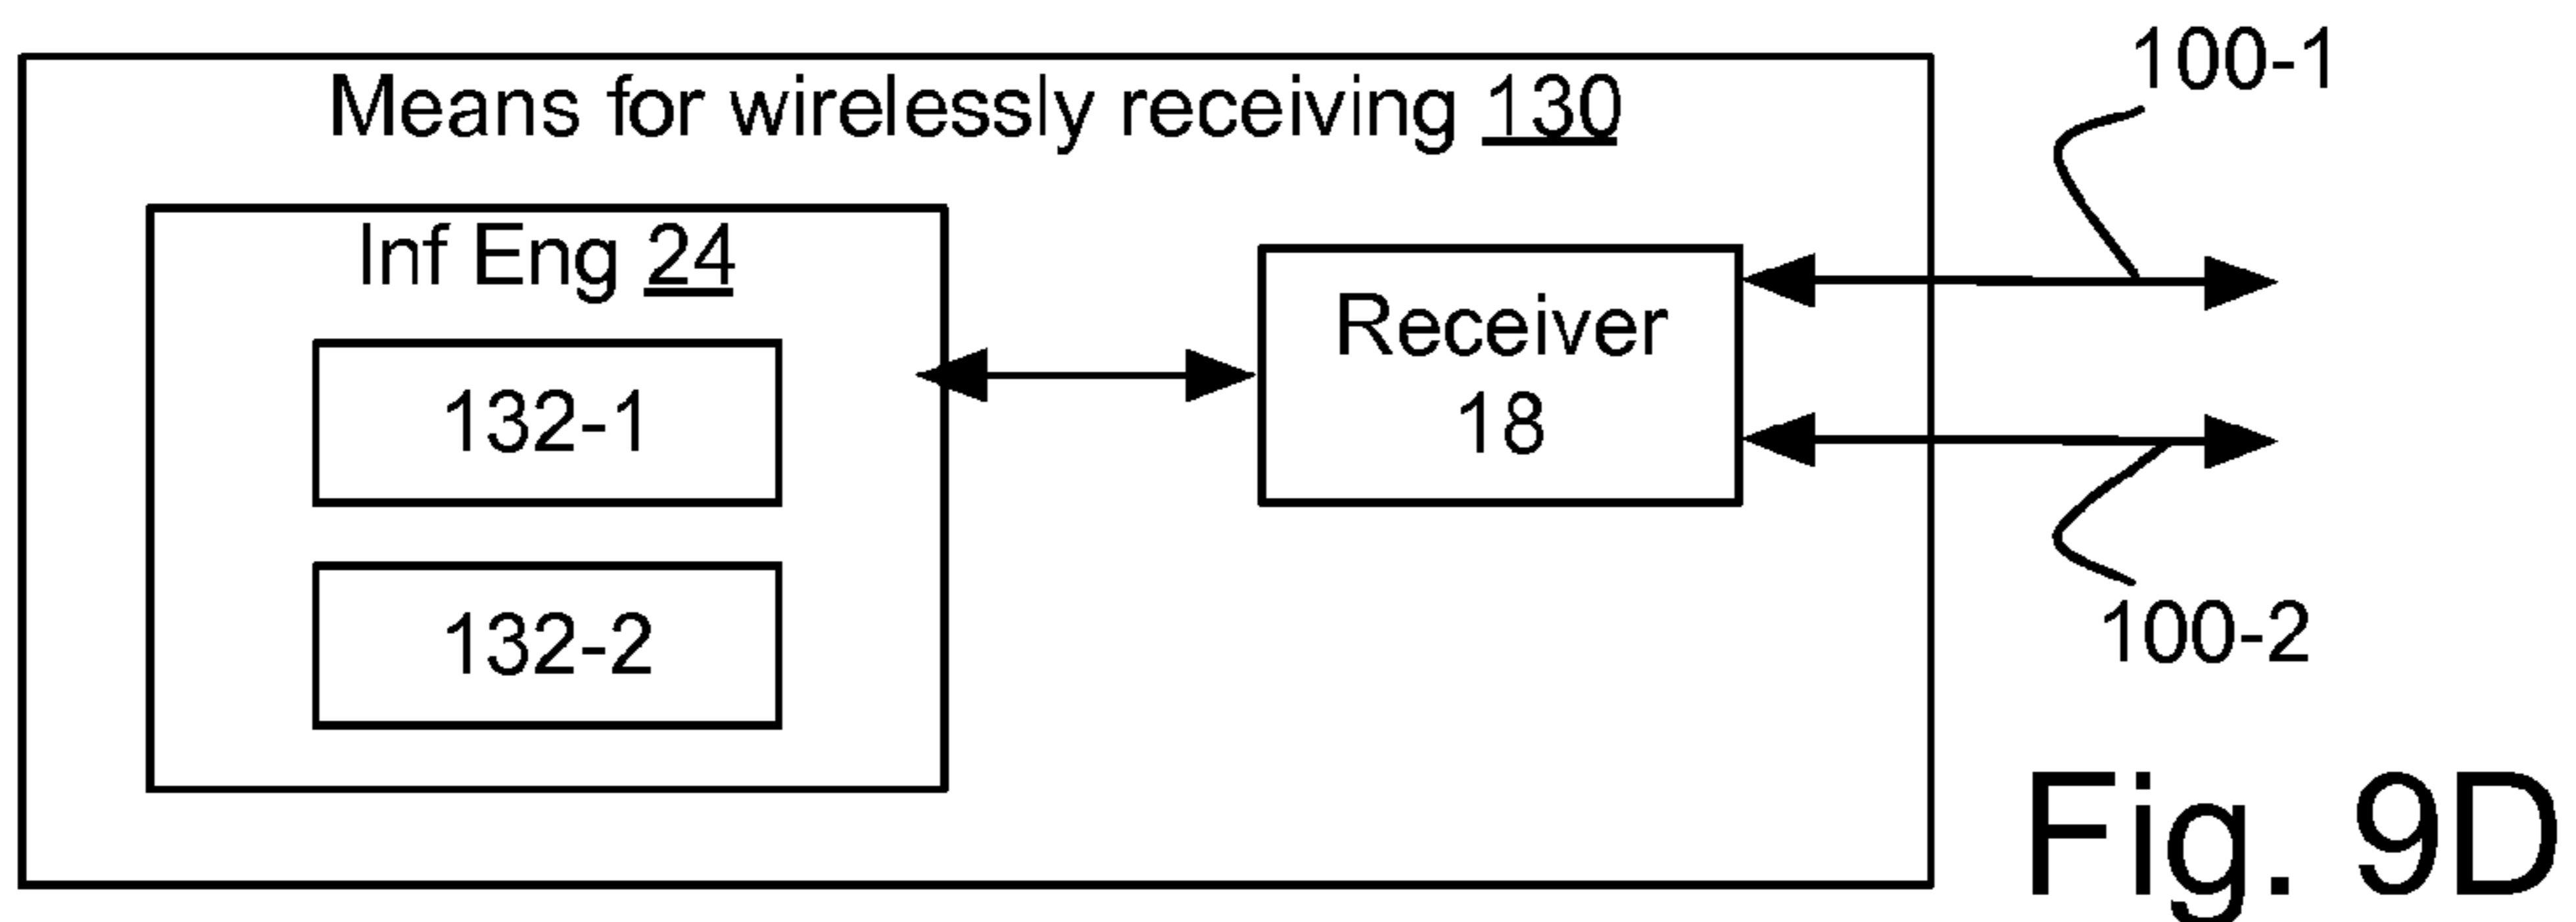 Means for wirelessly receiving 130
100-1
Inf Eng 24
132-1
132-2
Receiver
18
100-2
Fig. 9D